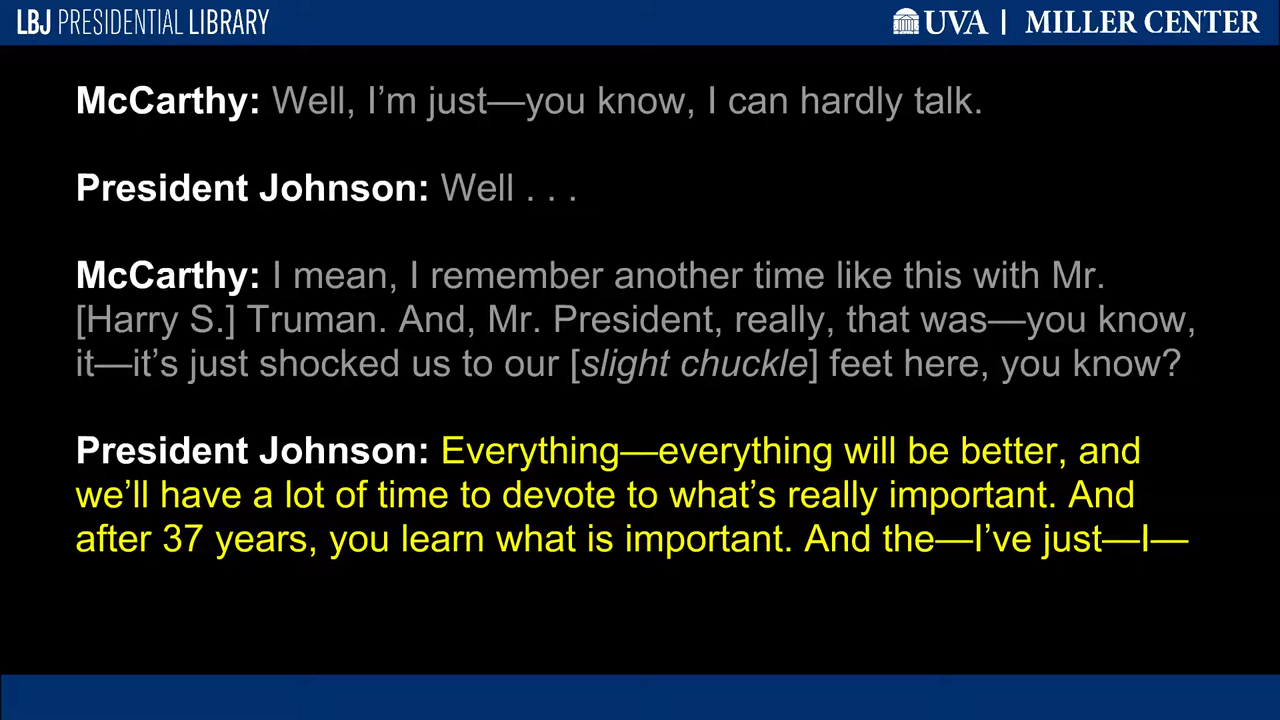 LBJ PRESIDENTIAL LIBRARY
UVA | MILLER CENTER
McCarthy: Well, I’m just—you know, I can hardly talk.
President Johnson: Well . . .
McCarthy: I mean, I remember another time like this with Mr.
[Harry S.] Truman. And, Mr. President, really, that was—you know,
it—it’s just shocked us to our [slight chuckle] feet here, you know?
President Johnson: Everything—everything will be better, and
we’ll have a lot of time to devote to what’s really important. And
after 37 years, you learn what is important. And the—I’ve just—I—